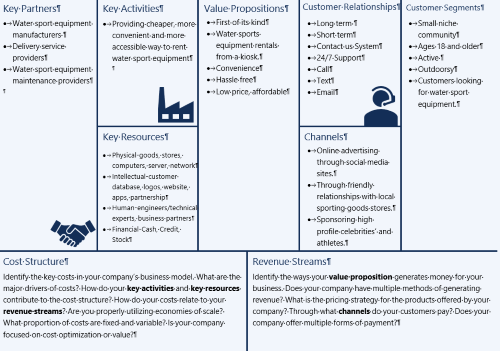 Key Partners¶
Water-sport-equipment-
manufacturers·¶
Delivery-service-
providers¶
Water-sport-equipment-
maintenance-providers¶
¶
Key·Activities¶
Providing-cheaper,-more-
convenient-and-more-
accessible-way-to-rent-
water-sport-equipment¶
¶
Key·Resources¶
Physical·goods,·stores,·
computers,·server,·network¶
Intellectual-customer-
database,·logos,·website,·
apps,·partnership¶
Human-engineers/technical
experts,·business-partners¶
Financial-Cash,·Credit,·
Stock¶
Value·Propositions¶
First-of-its-kind¶
Water-sports-
equipment-rentals-
from-a-kiosk.¶
Convenience¶
Hassle-free¶
Low-price,-affordable¶
Customer·Relationships¶
Long-term·¶
Short-term¶
Contact-us-System¶
24/7-Support¶
Call¶
Text¶
Email¶
Channels¶
Online-advertising-
through-social-media-
sites.¶
Through-friendly-
relationships-with-local-
sporting-goods-stores.¶
Sponsoring-high-
profile-celebrities'-and-
athletes.¶
Customer·Segments¶
Small-niche-
community¶
Ages·18-and-older¶
Active·¶
Outdoorsy¶
Customers-looking-
for-water-sport-
equipment.¶
Cost·Structure¶
Identify·the·key·costs·in·your·company's·business·model.·What·are·the·
major·drivers·of·costs?·How·do·your·key·activities·and·key·resources·
contribute·to·the·cost·structure?·How·do·your·costs·relate·to·your·
revenue·streams?·Are·you·properly·utilizing·economies·of·scale?·
What·proportion·of·costs·are·fixed·and·variable?·Is·your·company·
focused·on·cost·optimization·or·value?¶
Revenue·Streams¶
Identify·the·ways·your·value·proposition·generates·money·for·your·
business.·Does·your·company·have·multiple·methods·of·generating·
revenue?·What·is·the·pricing·strategy·for·the·products·offered·by·your·
company?·Through·what·channels·do·your·customers·pay?·Does·your·
company·offer·multiple·forms·of·payment?¶